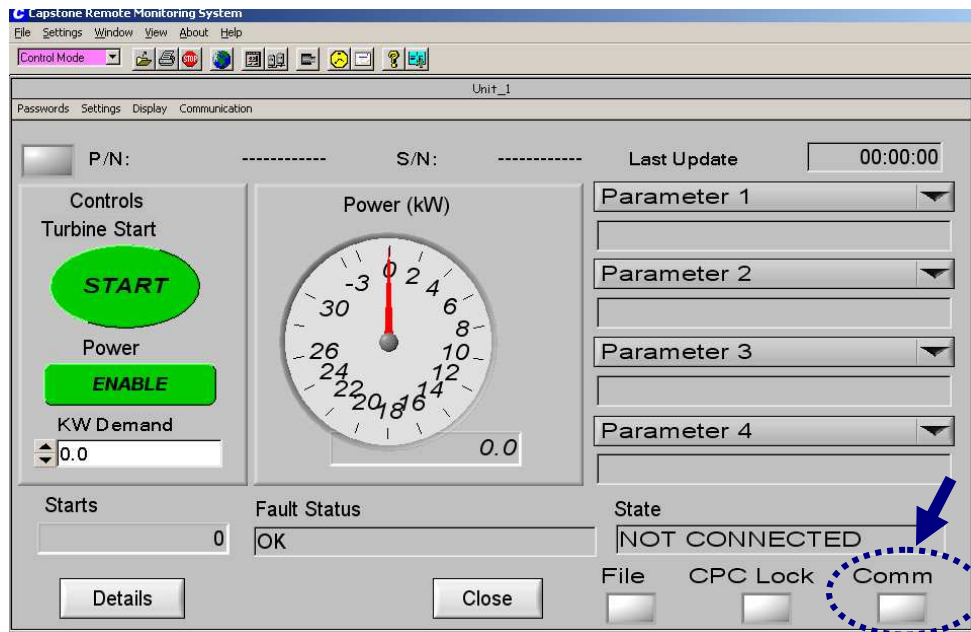 Capstone Remote Monitoring System
File Settings Window View About Help
Control Mode
Unit_1
Passwords Settings Display Communication
P/N: ------------ S/N: ------------ Last Update 00:00:00
Controls
Turbine Start
START
Power
ENABLE
KW Demand
0.0
Power (kW)
-3 0 2 4 6 8 10 12 14 16 18 20 22 24 26 30
0.0
Parameter 1
Parameter 2
Parameter 3
Parameter 4
Starts
0
Fault Status
OK
State
NOT CONNECTED
Details
Close
File CPC Lock Comm